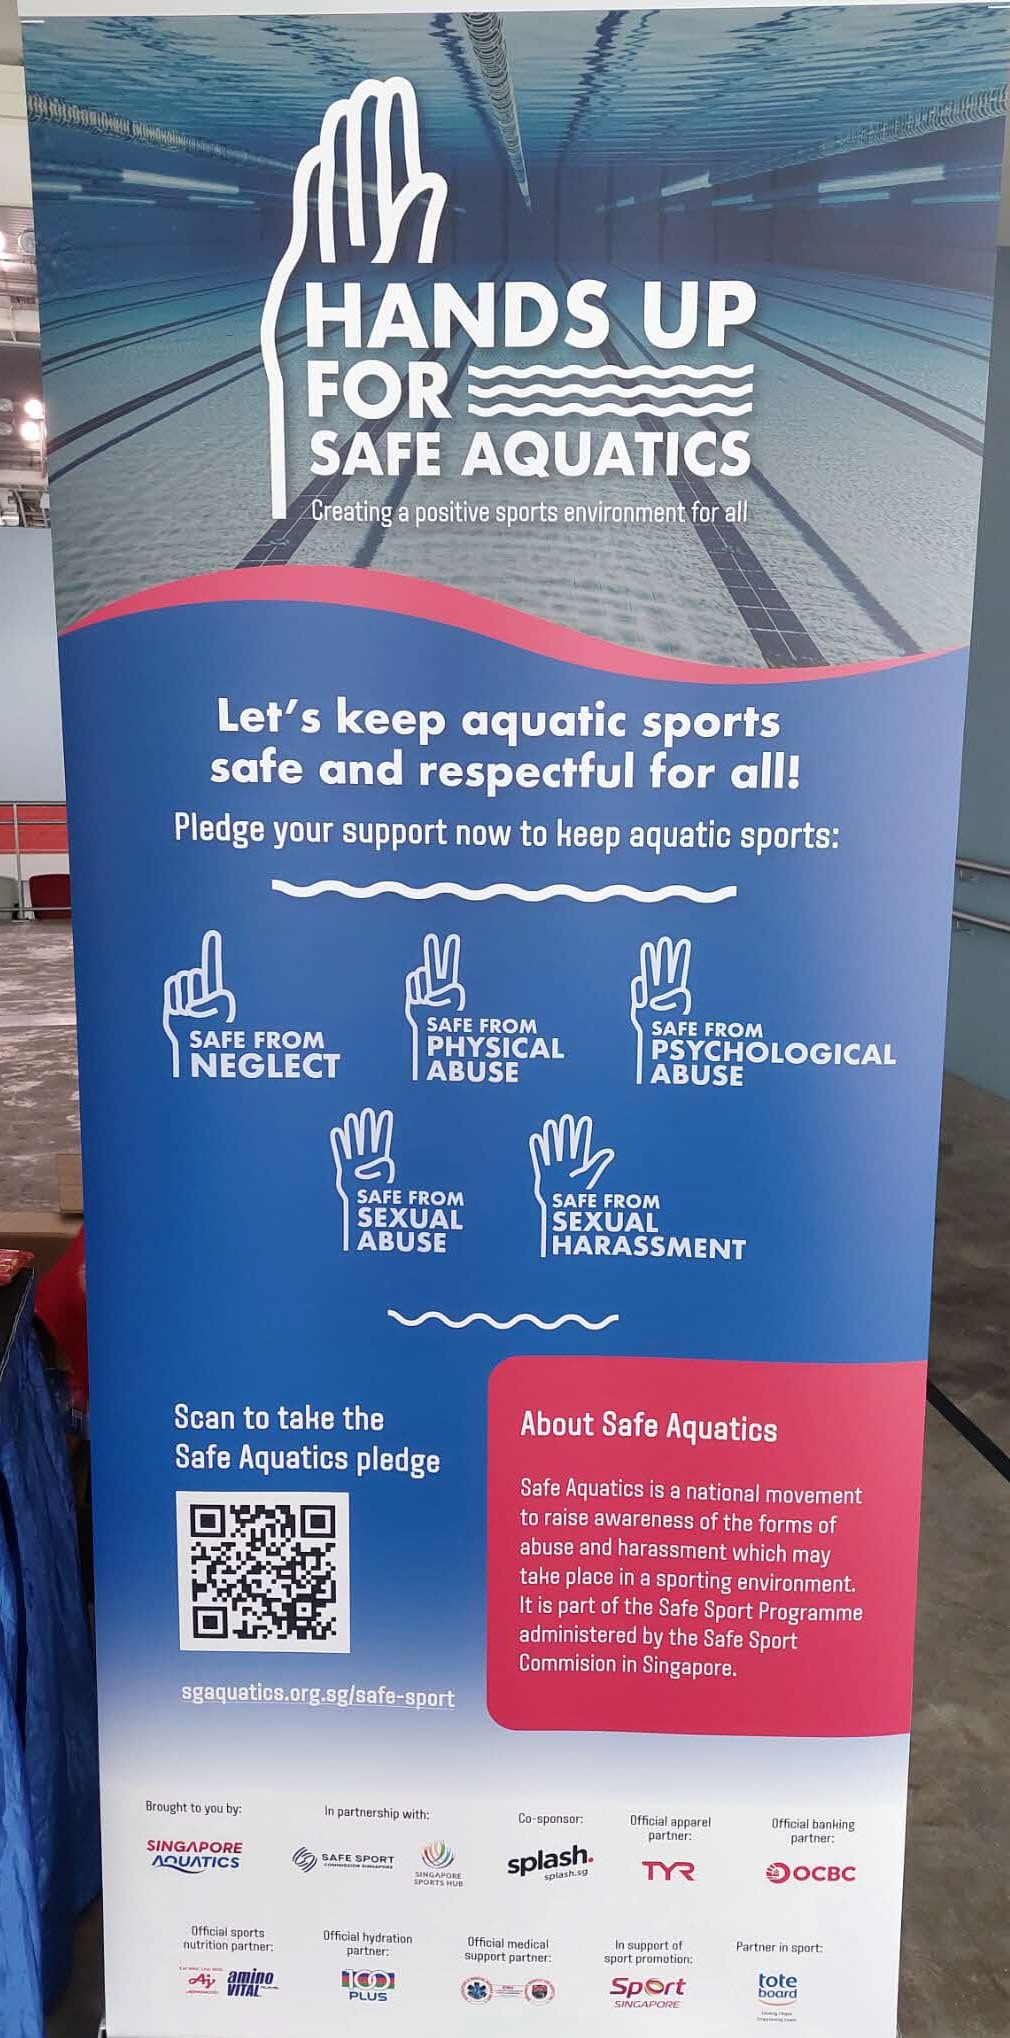 HANDS UP
FOR
SAFE AQUATICS
Creating a positive sports environment for all
Let's keep aquatic sports
safe and respectful for all!
Pledge your support now to keep aquatic sports:
SAFE FROM
NEGLECT
SAFE FROM
PHYSICAL
ABUSE
SAFE FROM
PSYCHOLOGICAL
ABUSE
SAFE FROM
SEXUAL
ABUSE
SAFE FROM
SEXUAL
HARASSMENT
Scan to take the
Safe Aquatics pledge
sgaquatics.org.sg/safe-sport
About Safe Aquatics
Safe Aquatics is a national movement
to raise awareness of the forms of
abuse and harassment which may
take place in a sporting environment.
It is part of the Safe Sport Programme
administered by the Safe Sport
Commision in Singapore.
Brought to you by:
SINGAPORE
AQUATICS
In partnership with:
SAFE SPORT
COMMISSION SINGAPORE
SINGAPORE
SPORTS HUB
Co-sponsor:
splash.
splash.sg
Official apparel
partner:
TYR
Official banking
partner:
OCBC
Official sports
nutrition partner:
Eat Well, Live Well.
Aj
AJINOMOTO
amino
VITAL
Official hydration
partner:
100
PLUS
Official medical
support partner:
In support of
sport promotion:
Sport
SINGAPORE
Partner in sport:
tote
board